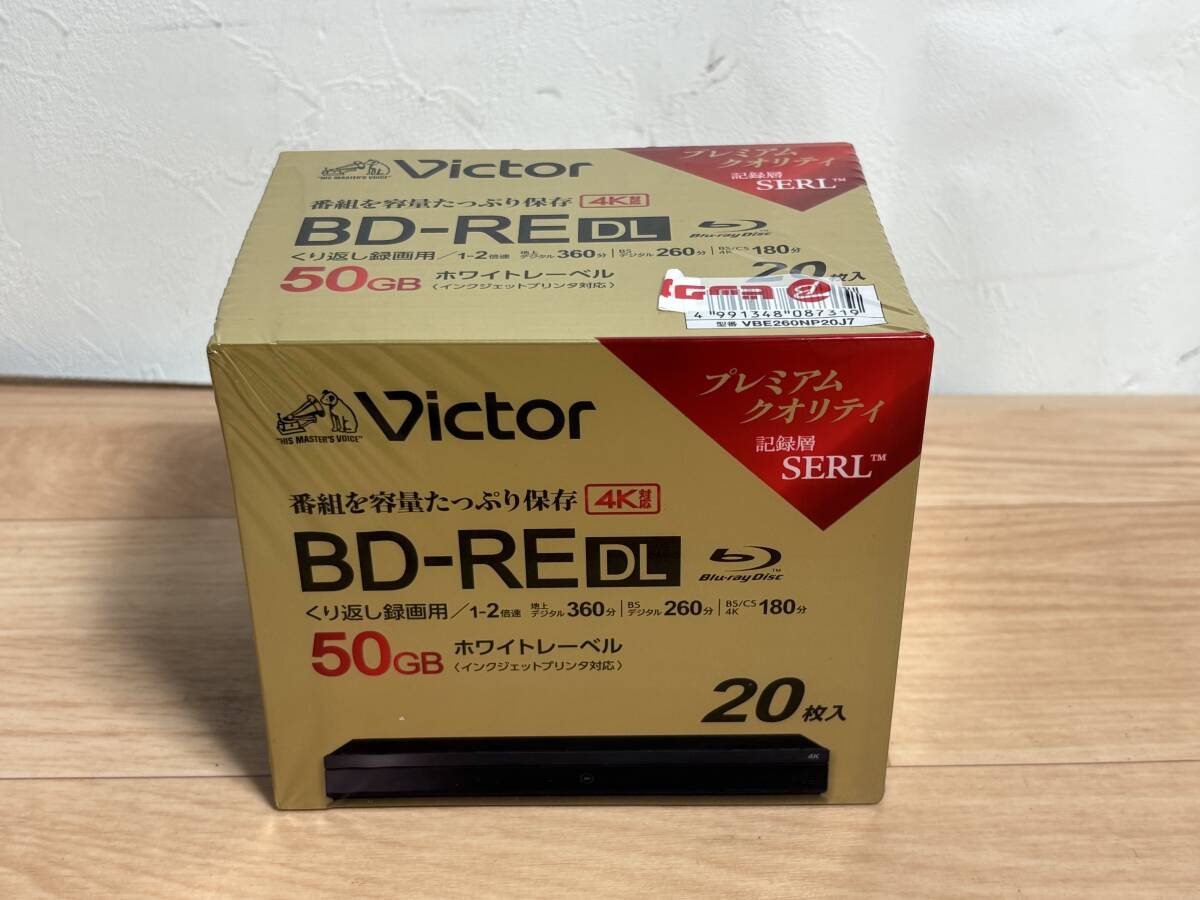 "HIS MASTER'S VOICE" Victor
プレミアム
クオリティ
記録層
SERL™
番組を容量たっぷり保存 4K対応
BD-RE DL Blu-ray Disc
くり返し録画用/1-2倍速 地上デジタル360分 BSデジタル260分 BS/CS 4K 180分
50GB ホワイトレーベル
〈インクジェットプリンタ対応〉
20枚入
4 991348 087319
型番 VBE260NP20J7
"HIS MASTER'S VOICE" Victor
プレミアム
クオリティ
記録層
SERL™
番組を容量たっぷり保存 4K対応
BD-RE DL Blu-ray Disc™
くり返し録画用/1-2倍速 地上デジタル360分 BSデジタル260分 BS/CS 4K 180分
50GB ホワイトレーベル
〈インクジェットプリンタ対応〉
20枚入
4K